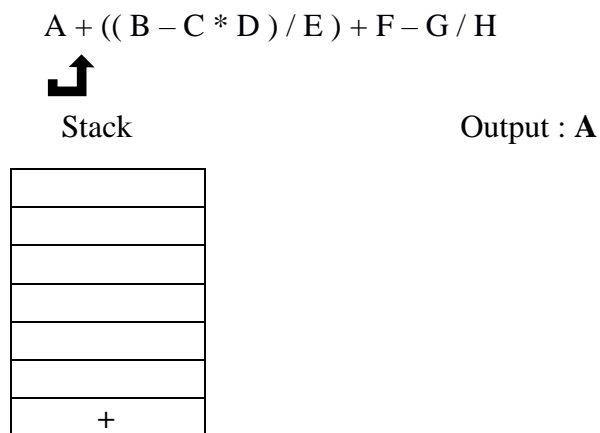 A + (( B – C * D ) / E ) + F – G / H
Stack Output : A
+